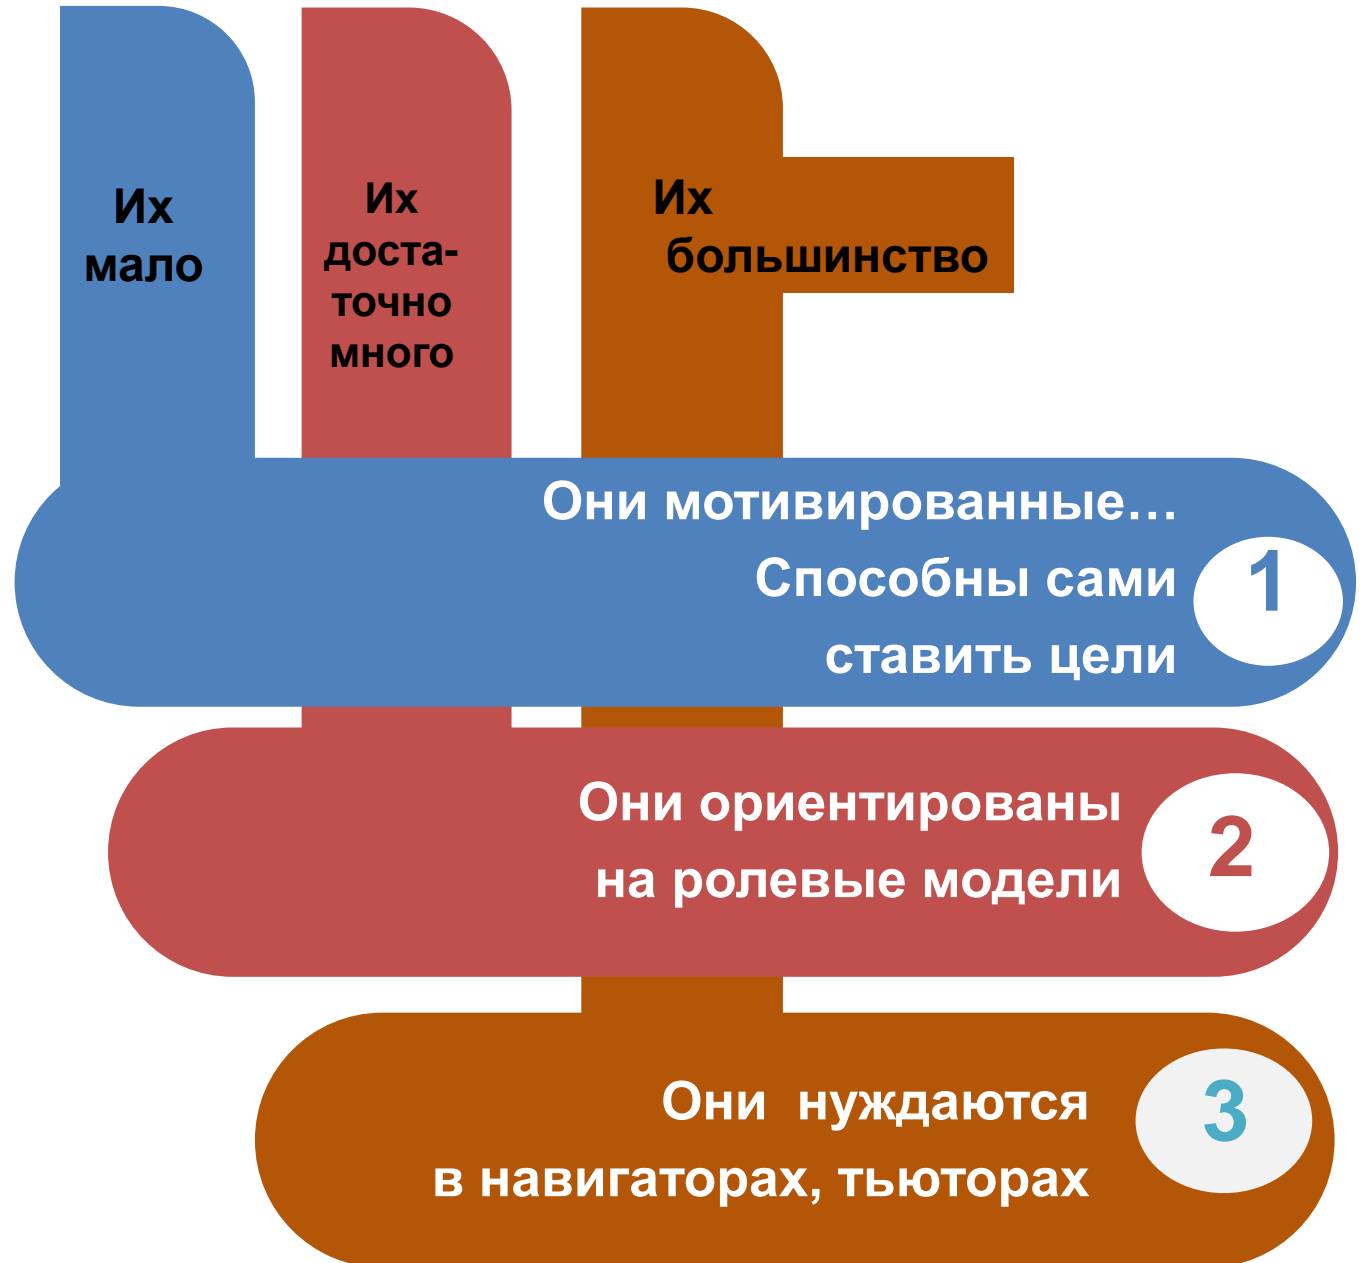 Их
мало
Их
доста-
точно
много
Их
большинство
Они мотивированные…
Способны сами
ставить цели
1
Они ориентированы
на ролевые модели
2
Они  нуждаются
в навигаторах, тьюторах
3